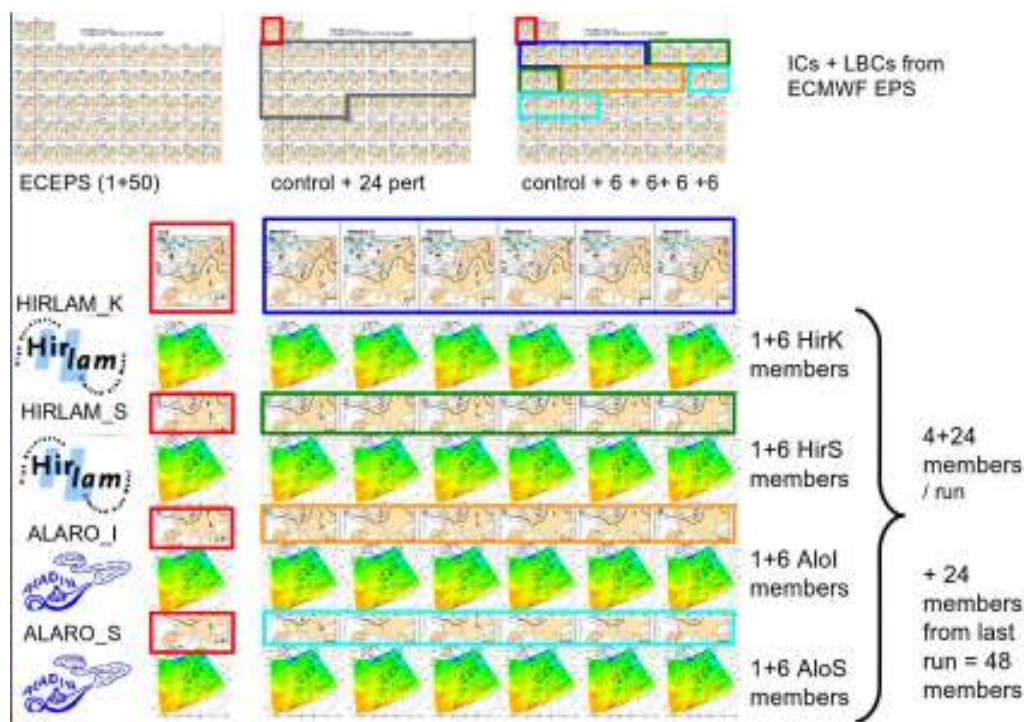 ICs + LBCs from
ECMWF EPS
ECEPS (1+50)
control + 24 pert
control + 6 + 6+ 6 +6
HIRLAM_K
Hirlam
1+6 HirK
members
HIRLAM_S
Hirlam
1+6 HirS
members
ALARO_I
ALADIN
1+6 AloI
members
ALARO_S
ALADIN
1+6 AloS
members
4+24
members
/ run
+ 24
members
from last
run = 48
members